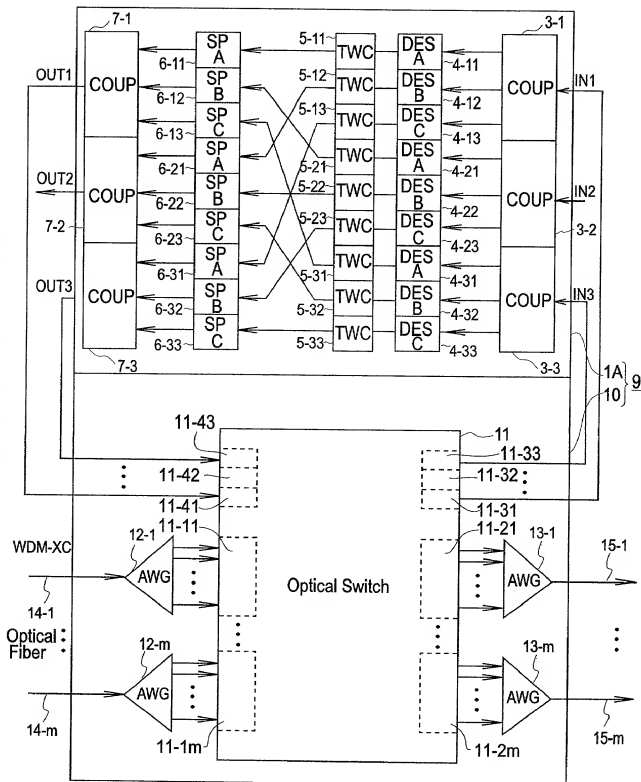 7-1
5-11
3-1
OUT1
COUP
6-11
SP A
TWC
DES A
4-11
COUP
IN1
5-12
6-12
SP B
TWC
DES B
4-12
5-13
6-13
SP C
TWC
DES C
4-13
6-21
SP A
5-21
TWC
DES A
4-21
OUT2
COUP
6-22
SP B
5-22
TWC
DES B
4-22
COUP
IN2
7-2
6-23
SP C
5-23
TWC
DES C
4-23
3-2
OUT3
6-31
SP A
5-31
TWC
DES A
4-31
IN3
COUP
6-32
SP B
5-32
TWC
DES B
4-32
COUP
6-33
SP C
5-33
TWC
DES C
4-33
7-3
3-3
1A
10
9
11
11-43
11-33
11-42
11-32
11-41
11-31
11-11
11-21
WDM-XC
12-1
13-1
15-1
AWG
Optical Switch
AWG
14-1
Optical
Fiber
12-m
13-m
AWG
AWG
14-m
15-m
11-1m
11-2m